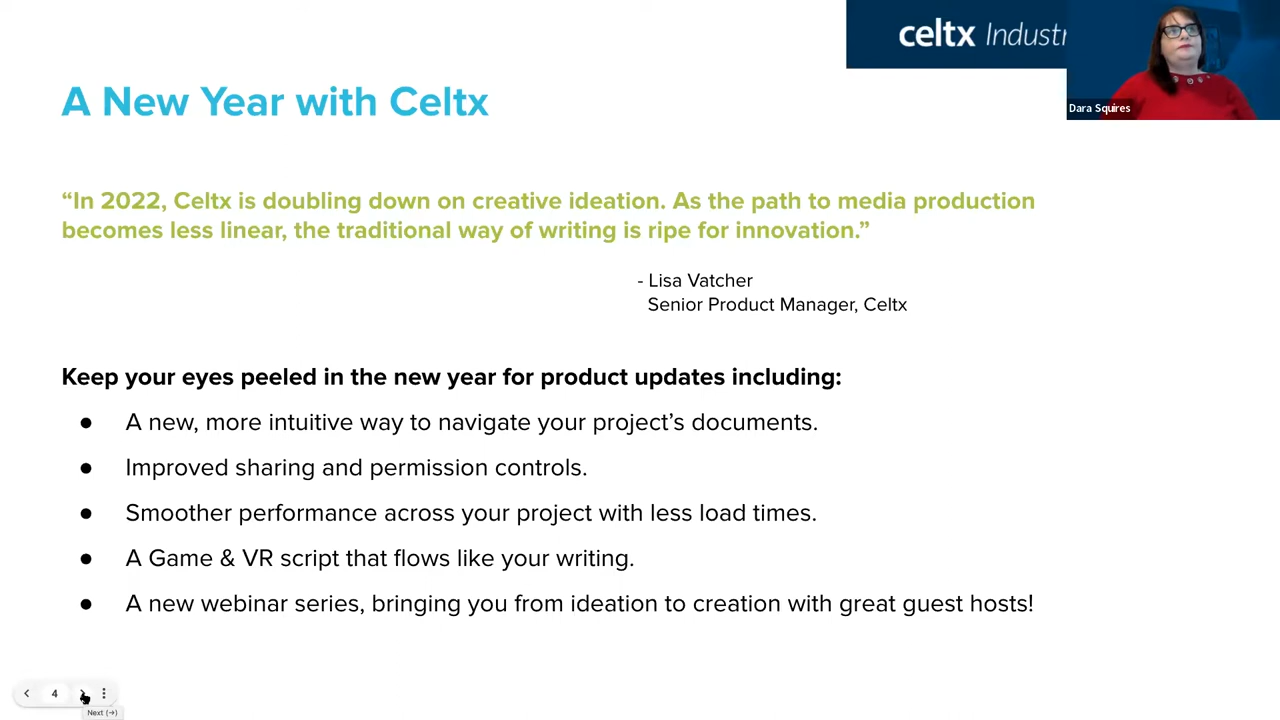 celtx Industr
Dara Squires
A New Year with Celtx
“In 2022, Celtx is doubling down on creative ideation. As the path to media production
becomes less linear, the traditional way of writing is ripe for innovation.”
- Lisa Vatcher
Senior Product Manager, Celtx
Keep your eyes peeled in the new year for product updates including:
● A new, more intuitive way to navigate your project’s documents.
● Improved sharing and permission controls.
● Smoother performance across your project with less load times.
● A Game & VR script that flows like your writing.
● A new webinar series, bringing you from ideation to creation with great guest hosts!
4
Next (→)